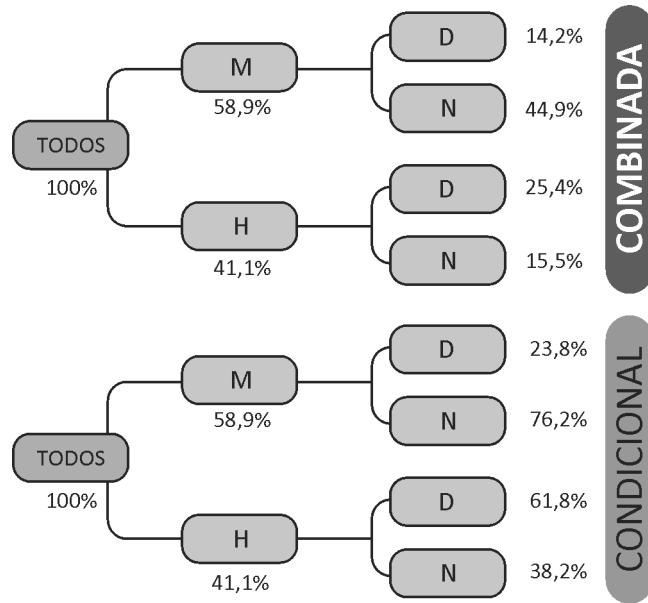 D 14,2%
M
58,9%
N 44,9%
TODOS
100%
D 25,4%
H
41,1%
N 15,5%
COMBINADA
D 23,8%
M
58,9%
N 76,2%
TODOS
100%
D 61,8%
H
41,1%
N 38,2%
CONDICIONAL